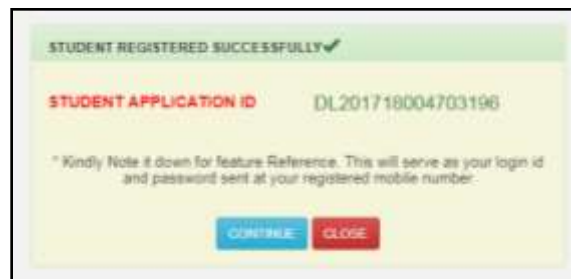 STUDENT REGISTERED SUCCESSFULLY✔
STUDENT APPLICATION ID DL201718004703196
* Kindly Note it down for feature Reference. This will serve as your login id
and password sent at your registered mobile number
CONTINUE CLOSE